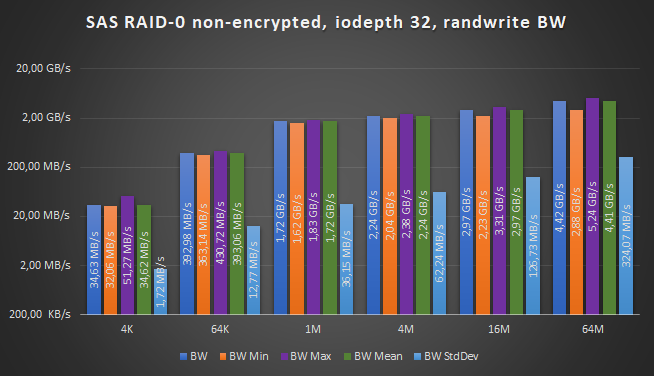 SAS RAID-0 non-encrypted, iodepth 32, randwrite BW
20,00 GB/s
2,00 GB/s
200,00 MB/s
20,00 MB/s
2,00 MB/s
200,00 KB/s
34,63 MB/s
32,06 MB/s
51,27 MB/s
34,62 MB/s
1,72 MB/s
392,98 MB/s
363,14 MB/s
430,72 MB/s
393,06 MB/s
12,77 MB/s
1,72 GB/s
1,62 GB/s
1,83 GB/s
1,72 GB/s
36,15 MB/s
2,24 GB/s
2,04 GB/s
2,38 GB/s
2,24 GB/s
62,24 MB/s
2,97 GB/s
2,23 GB/s
3,31 GB/s
2,97 GB/s
126,73 MB/s
4,42 GB/s
2,88 GB/s
5,24 GB/s
4,41 GB/s
324,07 MB/s
4K 64K 1M 4M 16M 64M
BW BW Min BW Max BW Mean BW StdDev